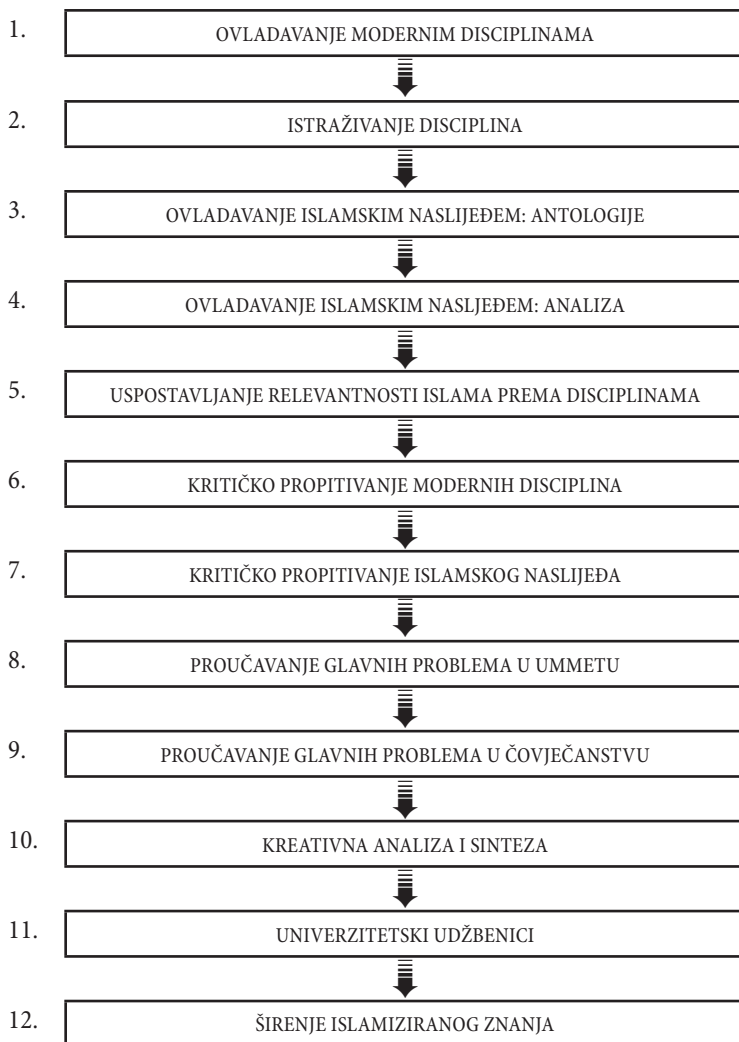 1. OVLADAVANJE MODERNIM DISCIPLINAMA
2. ISTRAŽIVANJE DISCIPLINA
3. OVLADAVANJE ISLAMSKIM NASLIJEĐEM: ANTOLOGIJE
4. OVLADAVANJE ISLAMSKIM NASLJEĐEM: ANALIZA
5. USPOSTAVLJANJE RELEVANTNOSTI ISLAMA PREMA DISCIPLINAMA
6. KRITIČKO PROPITIVANJE MODERNIH DISCIPLINA
7. KRITIČKO PROPITIVANJE ISLAMSKOG NASLIJEĐA
8. PROUČAVANJE GLAVNIH PROBLEMA U UMMETU
9. PROUČAVANJE GLAVNIH PROBLEMA U ČOVJEČANSTVU
10. KREATIVNA ANALIZA I SINTEZA
11. UNIVERZITETSKI UDŽBENICI
12. ŠIRENJE ISLAMIZIRANOG ZNANJA